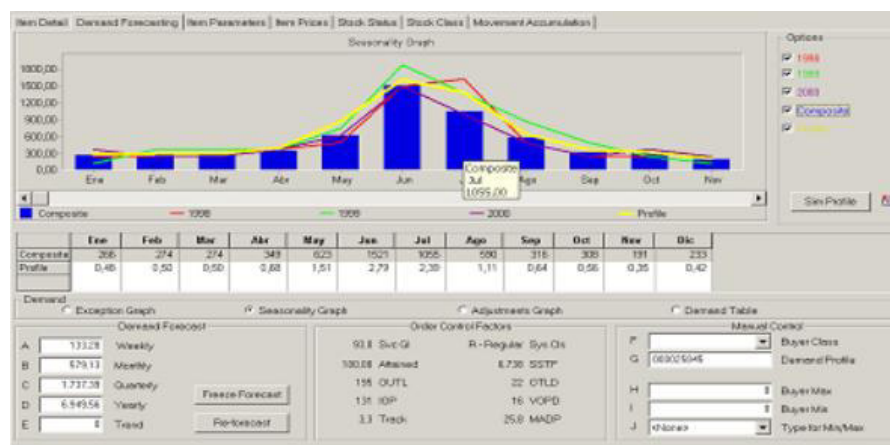 Item Detail Demand Forecasting Item Parameters Item Prices Stock Status Stock Class Movement Accumulation
Seasonality Graph
Options
1800,00
1500,00
1200,00
900,00
600,00
300,00
0,00
Ene Feb Mar Abr May Jun Ago Sep Oct Nov
Composite
Jul
1055,00
1998
1999
2000
Composite
Sim Profile
Composite 1998 1999 2000 Profile
Ene Feb Mar Abr May Jun Jul Ago Sep Oct Nov Dic
Composite 266 274 274 349 623 1521 1055 590 316 308 191 233
Profile 0,48 0,50 0,50 0,68 1,51 2,79 2,39 1,11 0,64 0,56 0,35 0,42
Demand
Exception Graph Seasonality Graph Adjustments Graph Demand Table
Demand Forecast Order Control Factors Manual Control
A 133,28 Weekly
B 579,13 Monthly
C 1.737,39 Quarterly
D 6.949,56 Yearly
E 0 Trend
Freeze Forecast
Re-forecast
93,8 Svc Gl R - Regular Sys Cls
100,00 Attained 6,738 SSTF
195 OUTL 22 OTLD
131 IOP 16 VOPD
3.3 Track 25,8 MADP
F Buyer Class
G 000025845 Demand Profile
H 0 Buyer Max
I 0 Buyer Min
J <None> Type for Min/Max